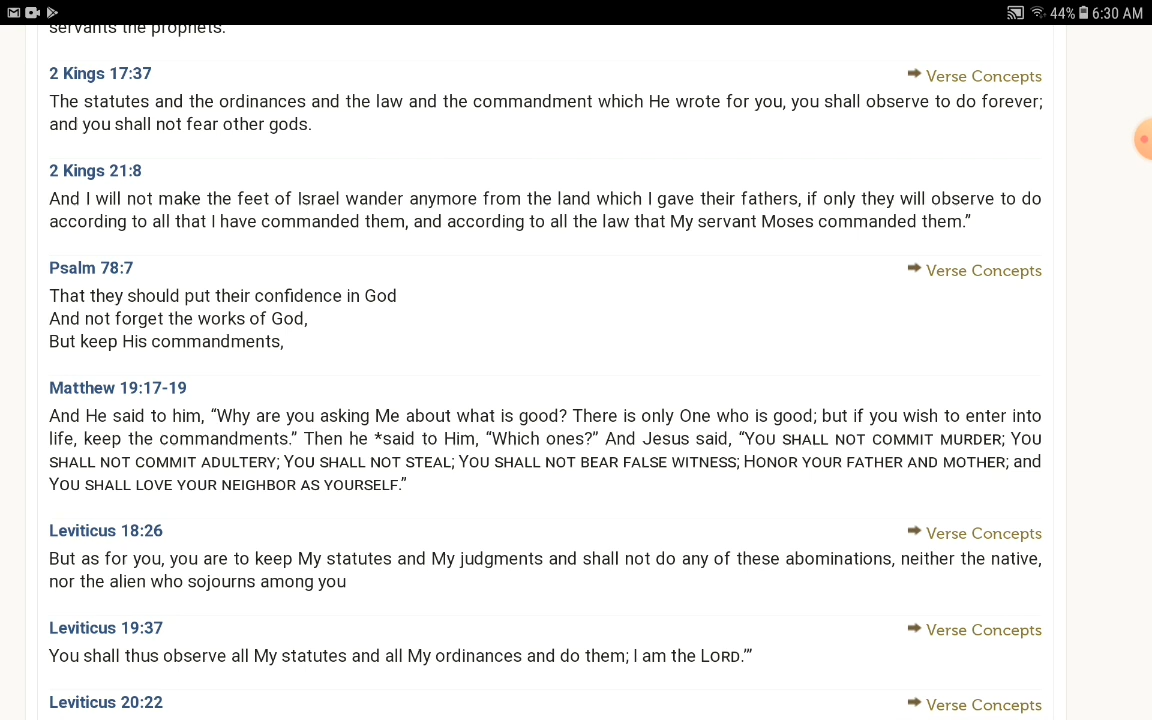 44% 6:30 AM
servants the prophets.
2 Kings 17:37
Verse Concepts
The statutes and the ordinances and the law and the commandment which He wrote for you, you shall observe to do forever;
and you shall not fear other gods.
2 Kings 21:8
And I will not make the feet of Israel wander anymore from the land which I gave their fathers, if only they will observe to do
according to all that I have commanded them, and according to all the law that My servant Moses commanded them.”
Psalm 78:7
Verse Concepts
That they should put their confidence in God
And not forget the works of God,
But keep His commandments,
Matthew 19:17-19
And He said to him, “Why are you asking Me about what is good? There is only One who is good; but if you wish to enter into
life, keep the commandments.” Then he *said to Him, “Which ones?” And Jesus said, “YOU SHALL NOT COMMIT MURDER; YOU
SHALL NOT COMMIT ADULTERY; YOU SHALL NOT STEAL; YOU SHALL NOT BEAR FALSE WITNESS; HONOR YOUR FATHER AND MOTHER; and
YOU SHALL LOVE YOUR NEIGHBOR AS YOURSELF.”
Leviticus 18:26
Verse Concepts
But as for you, you are to keep My statutes and My judgments and shall not do any of these abominations, neither the native,
nor the alien who sojourns among you
Leviticus 19:37
Verse Concepts
You shall thus observe all My statutes and all My ordinances and do them; I am the LORD.’”
Leviticus 20:22
Verse Concepts